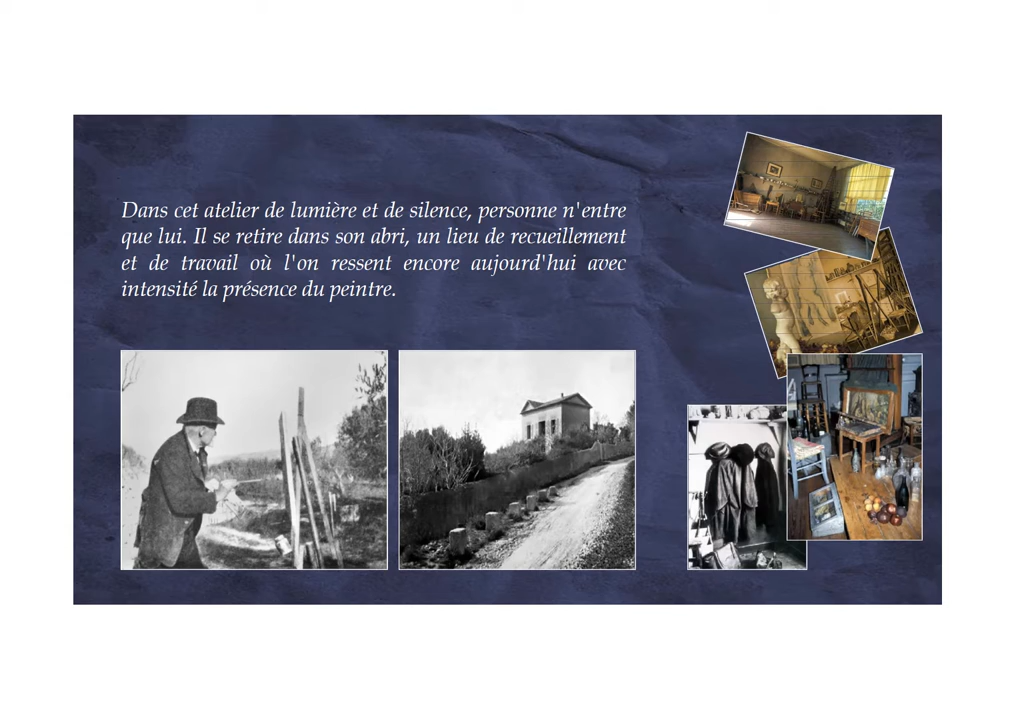 Dans cet atelier de lumière et de silence, personne n'entre
que lui. Il se retire dans son abri, un lieu de recueillement
et de travail où l'on ressent encore aujourd'hui avec
intensité la présence du peintre.